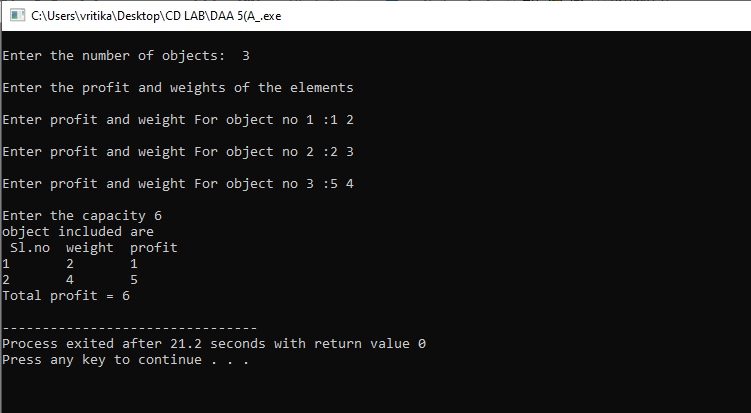 C:\Users\vritika\Desktop\CD LAB\DAA 5(A_.exe
Enter the number of objects:  3
Enter the profit and weights of the elements
Enter profit and weight For object no 1 :1 2
Enter profit and weight For object no 2 :2 3
Enter profit and weight For object no 3 :5 4
Enter the capacity 6
object included are
 Sl.no  weight  profit
1       2       1
2       4       5
Total profit = 6
--------------------------------
Process exited after 21.2 seconds with return value 0
Press any key to continue . . .